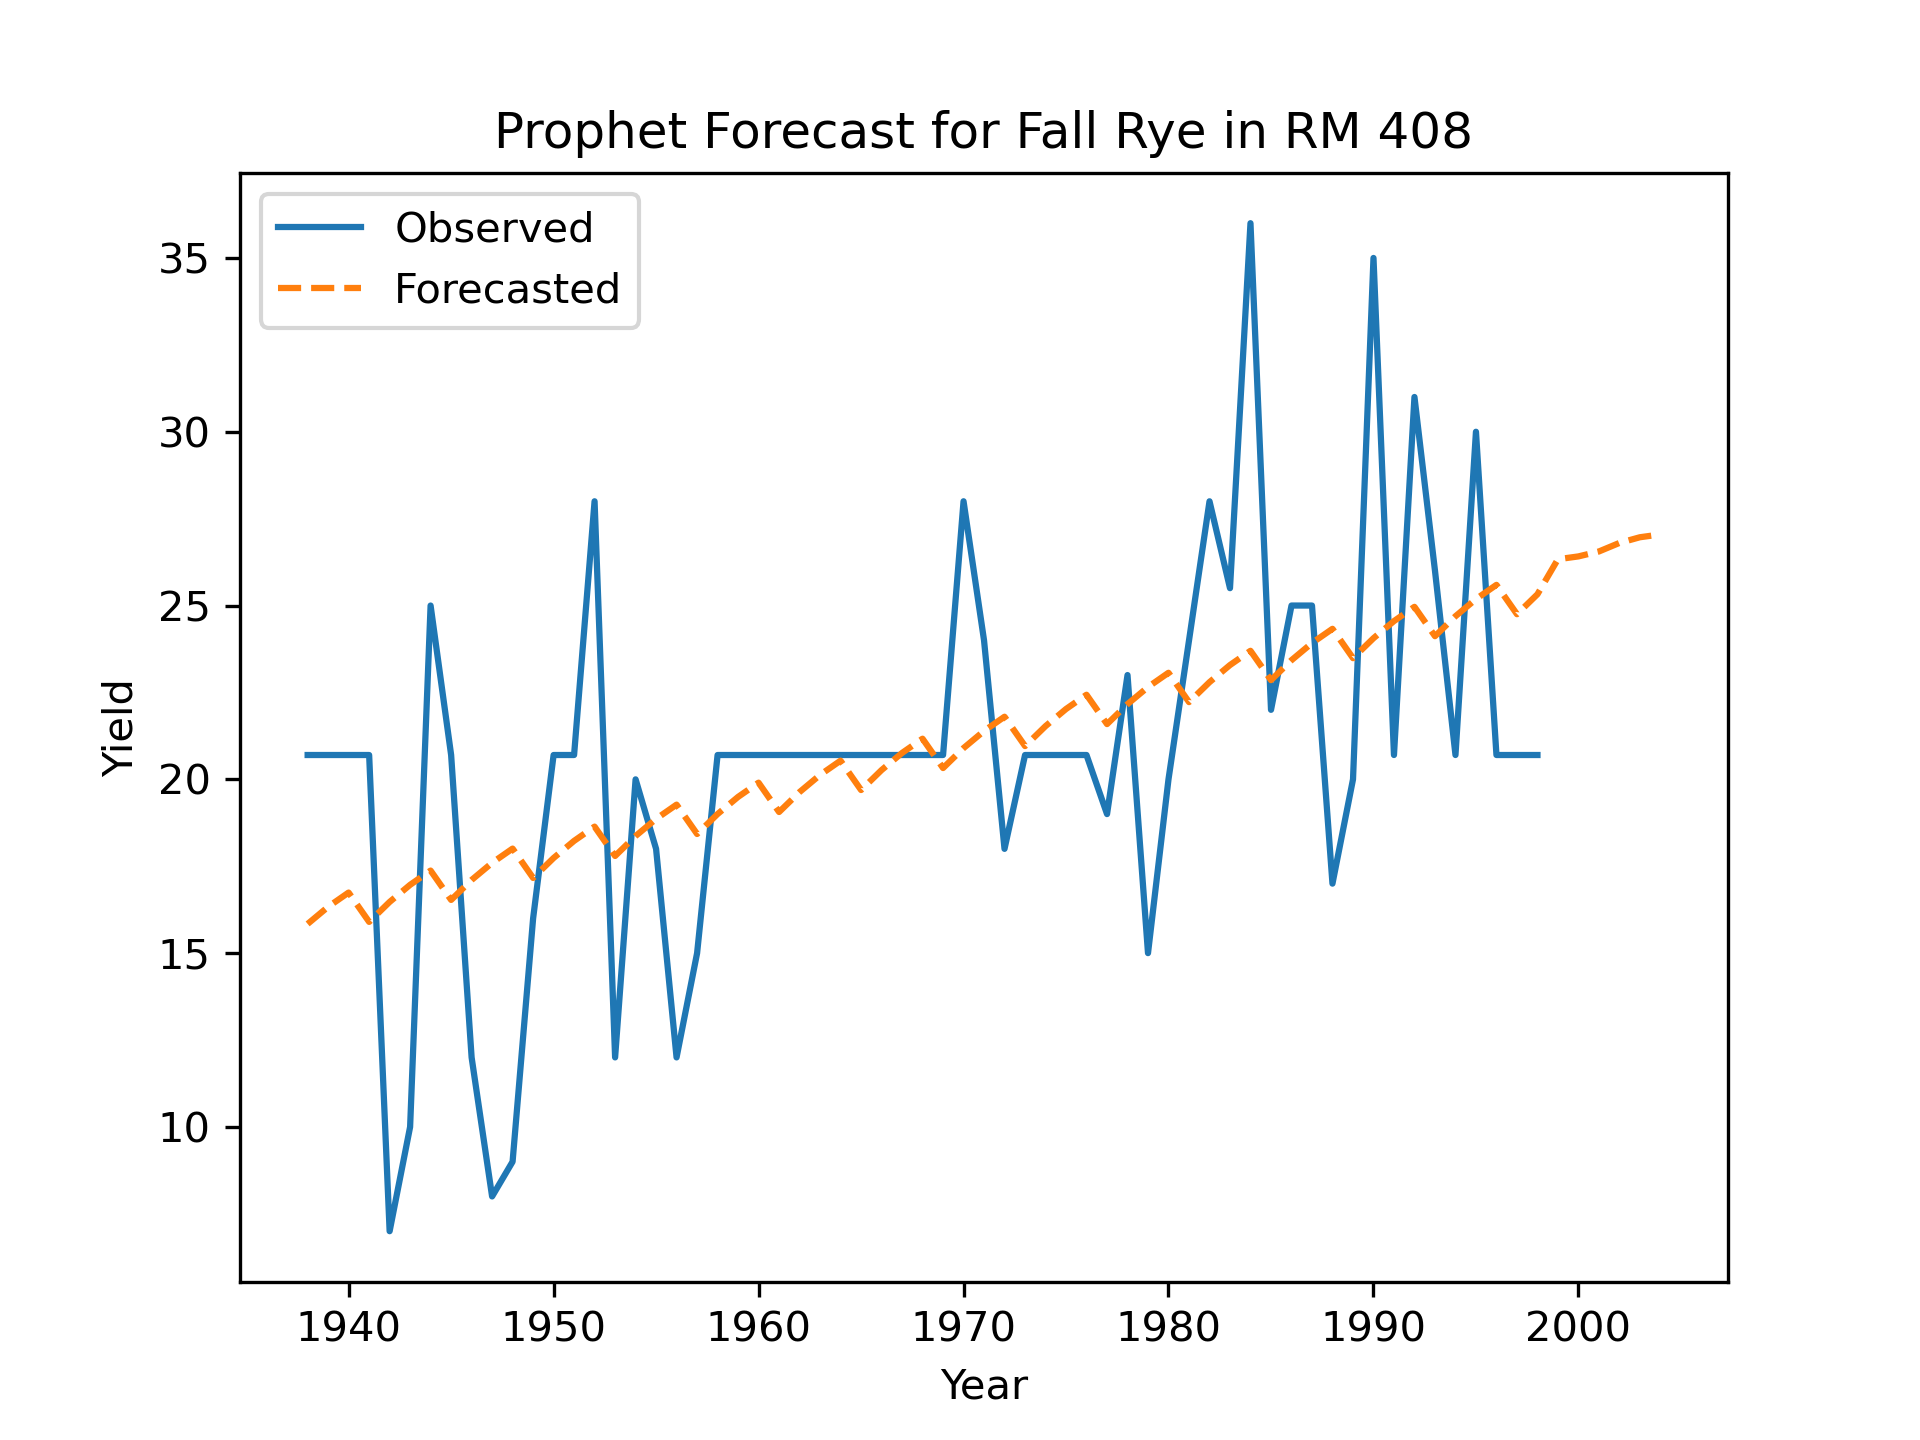 Prophet Forecast for Fall Rye in RM 408
Observed
Forecasted
35
30
25
20
15
10
Yield
1940 1950 1960 1970 1980 1990 2000
Year